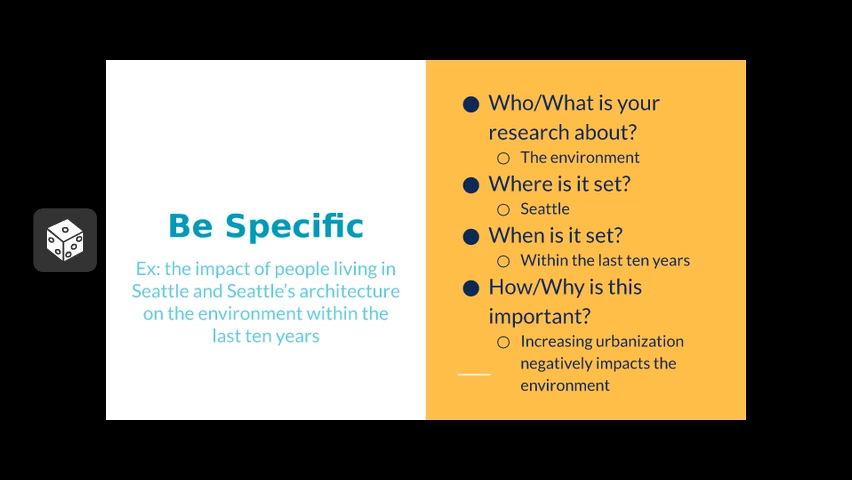 Be Specific
Ex: the impact of people living in
Seattle and Seattle's architecture
on the environment within the
last ten years
● Who/What is your
research about?
○ The environment
● Where is it set?
○ Seattle
● When is it set?
○ Within the last ten years
● How/Why is this
important?
○ Increasing urbanization
negatively impacts the
environment